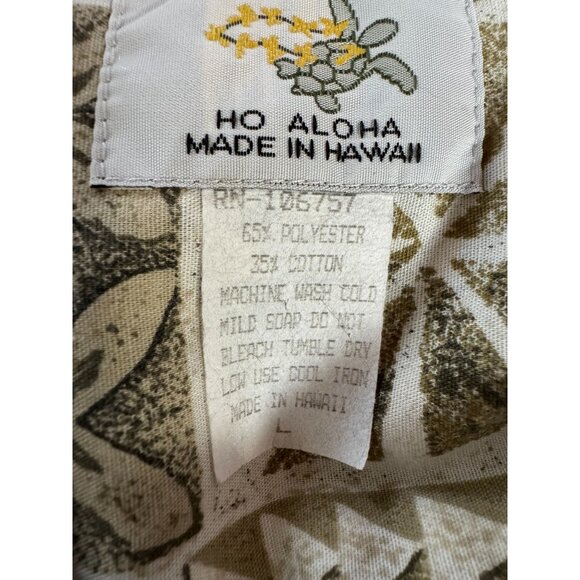 HO ALOHA
MADE IN HAWAII
RN-106757
65% POLYESTER
35% COTTON
MACHINE WASH COLD
MILD SOAP DO NOT
BLEACH TUMBLE DRY
LOW USE COOL IRON
MADE IN HAWAII
L